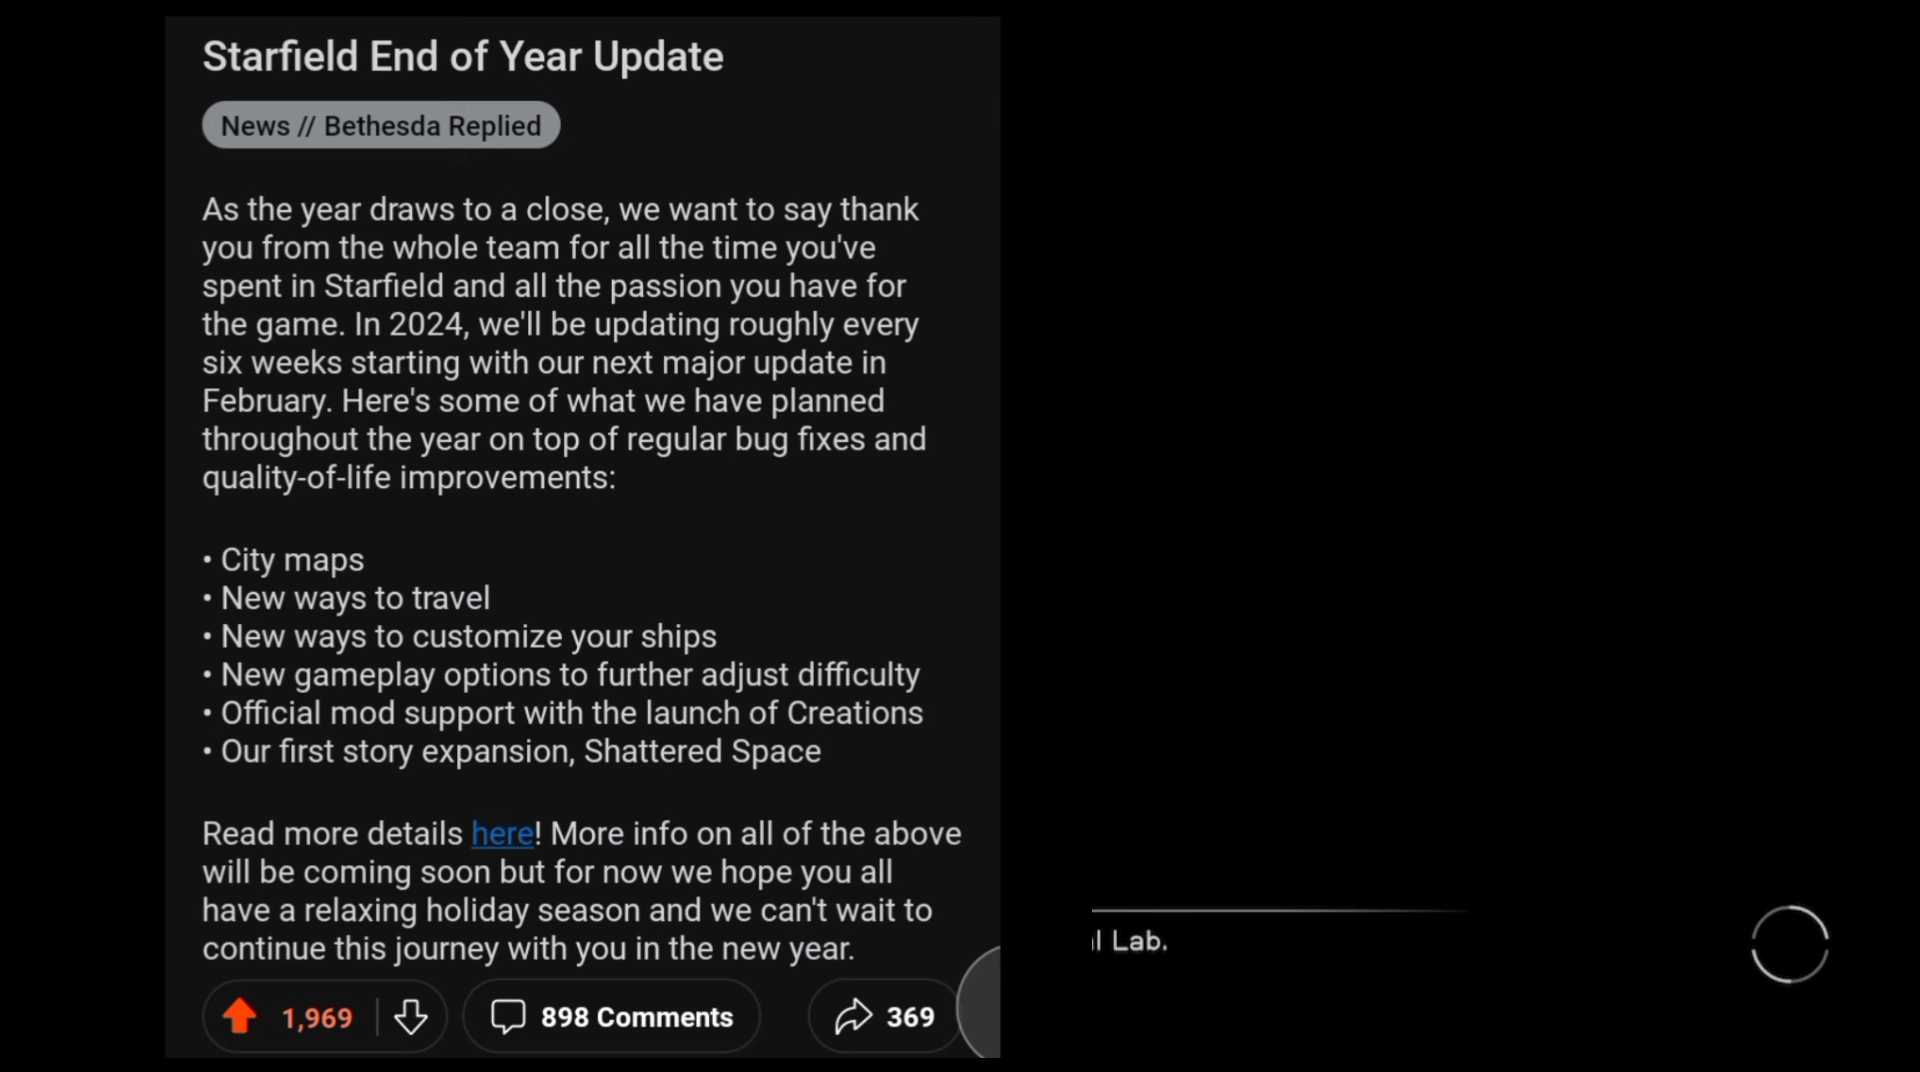 Starfield End of Year Update
News // Bethesda Replied
As the year draws to a close, we want to say thank
you from the whole team for all the time you've
spent in Starfield and all the passion you have for
the game. In 2024, we'll be updating roughly every
six weeks starting with our next major update in
February. Here's some of what we have planned
throughout the year on top of regular bug fixes and
quality-of-life improvements:
• City maps
• New ways to travel
• New ways to customize your ships
• New gameplay options to further adjust difficulty
• Official mod support with the launch of Creations
• Our first story expansion, Shattered Space
Read more details here! More info on all of the above
will be coming soon but for now we hope you all
have a relaxing holiday season and we can't wait to
continue this journey with you in the new year.
1,969
898 Comments
369
Lab.